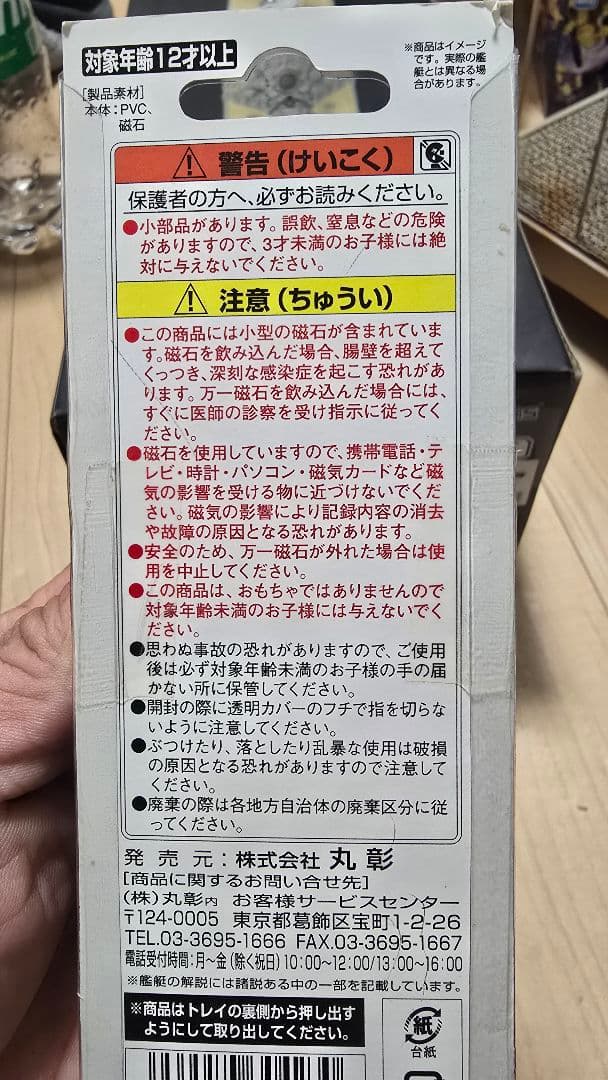 対象年齢12才以上
※商品はイメージ
です。実際の艦
艇とは異なる場
合があります。
[製品素材]
本体：PVC、
磁石
警告（けいこく）
保護者の方へ、必ずお読みください。
●小部品があります。誤飲、窒息などの危険
がありますので、3才未満のお子様には絶
対に与えないでください。
注意（ちゅうい）
●この商品には小型の磁石が含まれていま
す。磁石を飲み込んだ場合、腸壁を超えて
くっつき、深刻な感染症を起こす恐れがあ
ります。万一磁石を飲み込んだ場合には、
すぐに医師の診察を受け指示に従ってく
ださい。
●磁石を使用していますので、携帯電話・テ
レビ・時計・パソコン・磁気カードなど磁
気の影響を受ける物に近づけないでくだ
さい。磁気の影響により記録内容の消去
や故障の原因となる恐れがあります。
●安全のため、万一磁石が外れた場合は使
用を中止してください。
●この商品は、おもちゃではありませんので
対象年齢未満のお子様には与えないでく
ださい。
●思わぬ事故の恐れがありますので、ご使用
後は必ず対象年齢未満のお子様の手の届
かない所に保管してください。
●開封の際に透明カバーのフチで指を切らな
いように注意してください。
●ぶつけたり、落としたり乱暴な使用は破損
の原因となる恐れがありますので注意して
ください。
●廃棄の際は各地方自治体の廃棄区分に従
ってください。
発売元：株式会社 丸彰
[商品に関するお問い合せ先]
（株）丸彰内 お客様サービスセンター
〒124-0005 東京都葛飾区宝町1-2-26
TEL.03-3695-1666 FAX.03-3695-1667
電話受付時間：月〜金（除く祝日）10:00〜12:00/13:00〜16:00
※艦艇の解説には諸説ある中の一部を記載しています。
※商品はトレイの裏側から押し出す
ようにして取り出してください。
紙
台紙